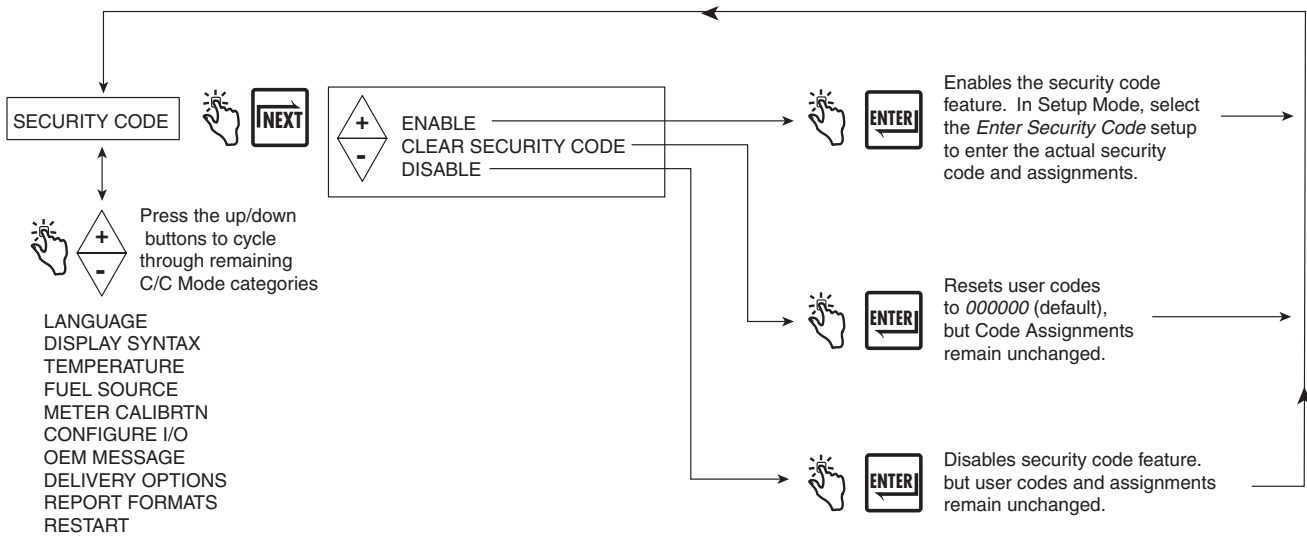 SECURITY CODE
NEXT
+
-
ENABLE
CLEAR SECURITY CODE
DISABLE
ENTER
Enables the security code
feature. In Setup Mode, select
the Enter Security Code setup
to enter the actual security
code and assignments.
+
-
Press the up/down
buttons to cycle
through remaining
C/C Mode categories
LANGUAGE
DISPLAY SYNTAX
TEMPERATURE
FUEL SOURCE
METER CALIBRTN
CONFIGURE I/O
OEM MESSAGE
DELIVERY OPTIONS
REPORT FORMATS
RESTART
ENTER
Resets user codes
to 000000 (default),
but Code Assignments
remain unchanged.
ENTER
Disables security code feature.
but user codes and assignments
remain unchanged.